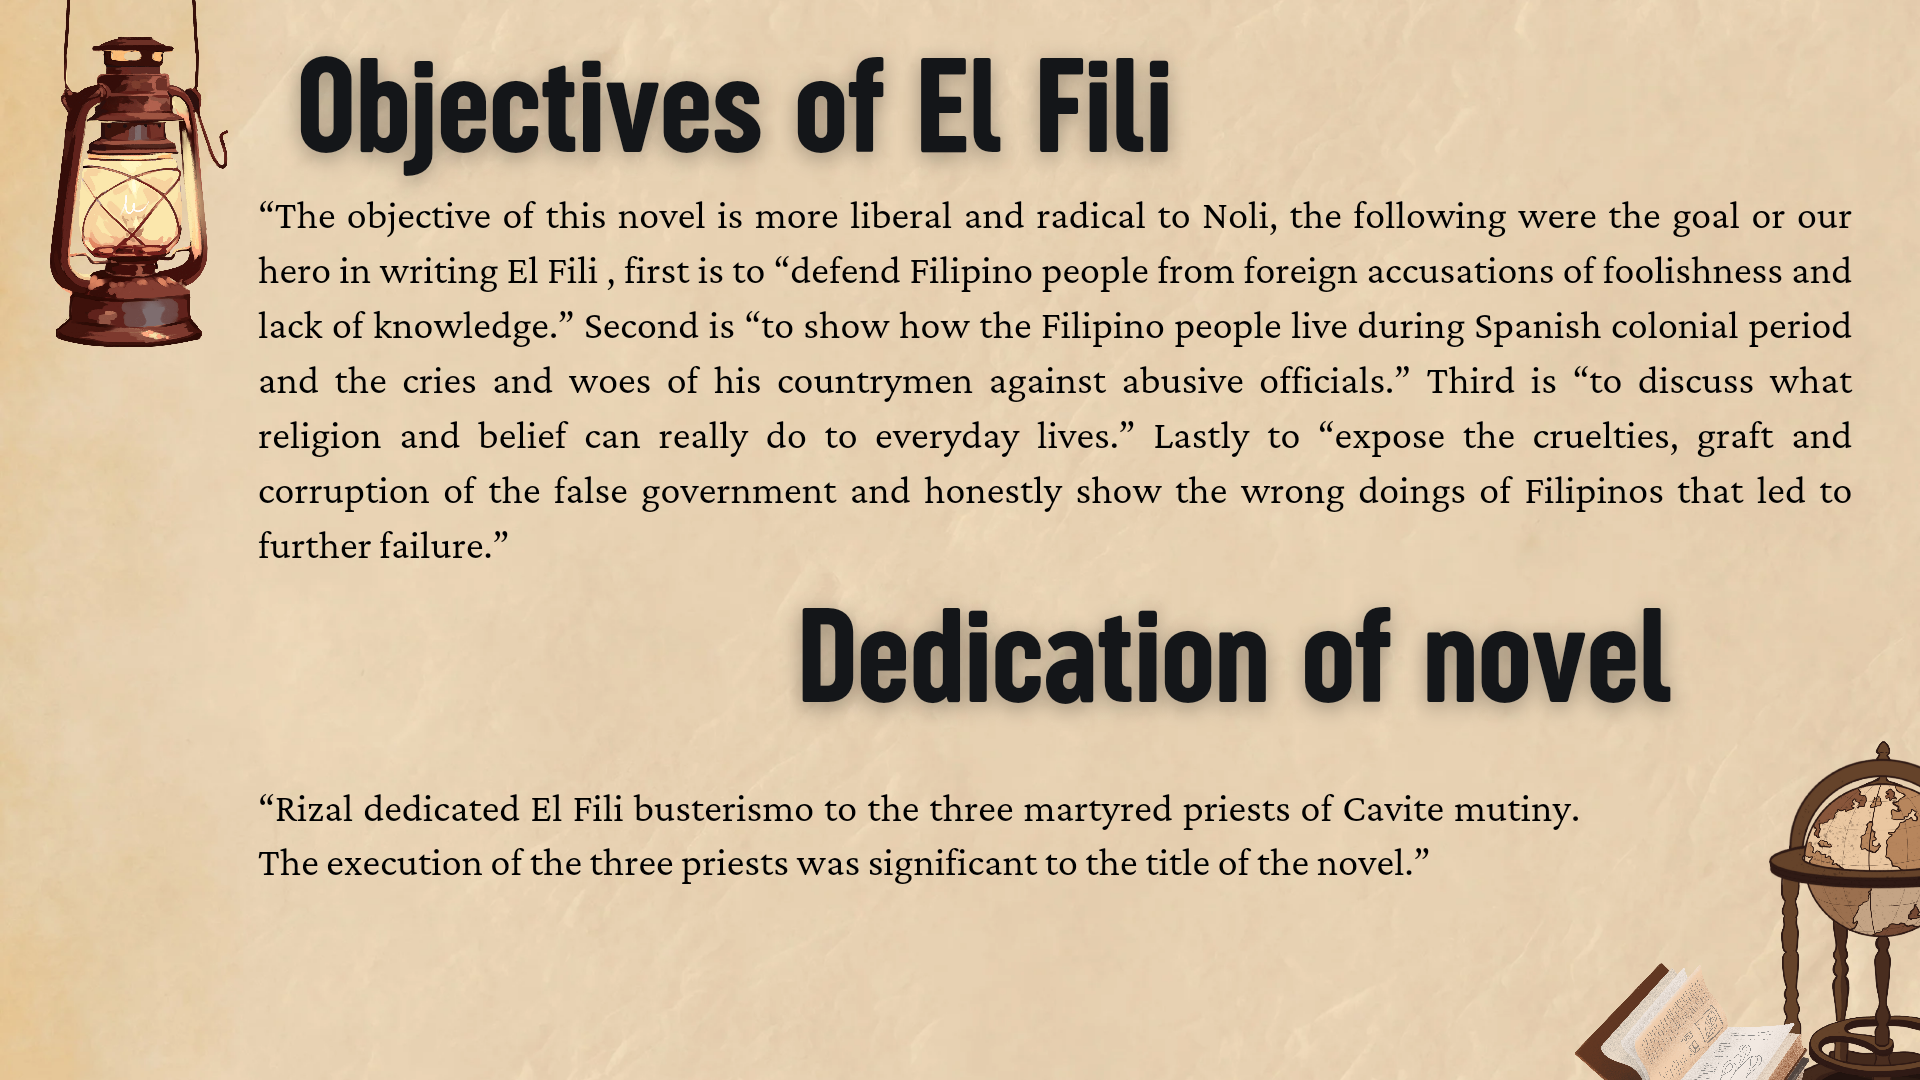 Objectives of El Fili
“The objective of this novel is more liberal and radical to Noli, the following were the goal or our
hero in writing El Fili , first is to “defend Filipino people from foreign accusations of foolishness and
lack of knowledge.” Second is “to show how the Filipino people live during Spanish colonial period
and the cries and woes of his countrymen against abusive officials.” Third is “to discuss what
religion and belief can really do to everyday lives.” Lastly to “expose the cruelties, graft and
corruption of the false government and honestly show the wrong doings of Filipinos that led to
further failure.”
Dedication of novel
“Rizal dedicated El Fili busterismo to the three martyred priests of Cavite mutiny.
The execution of the three priests was significant to the title of the novel.”